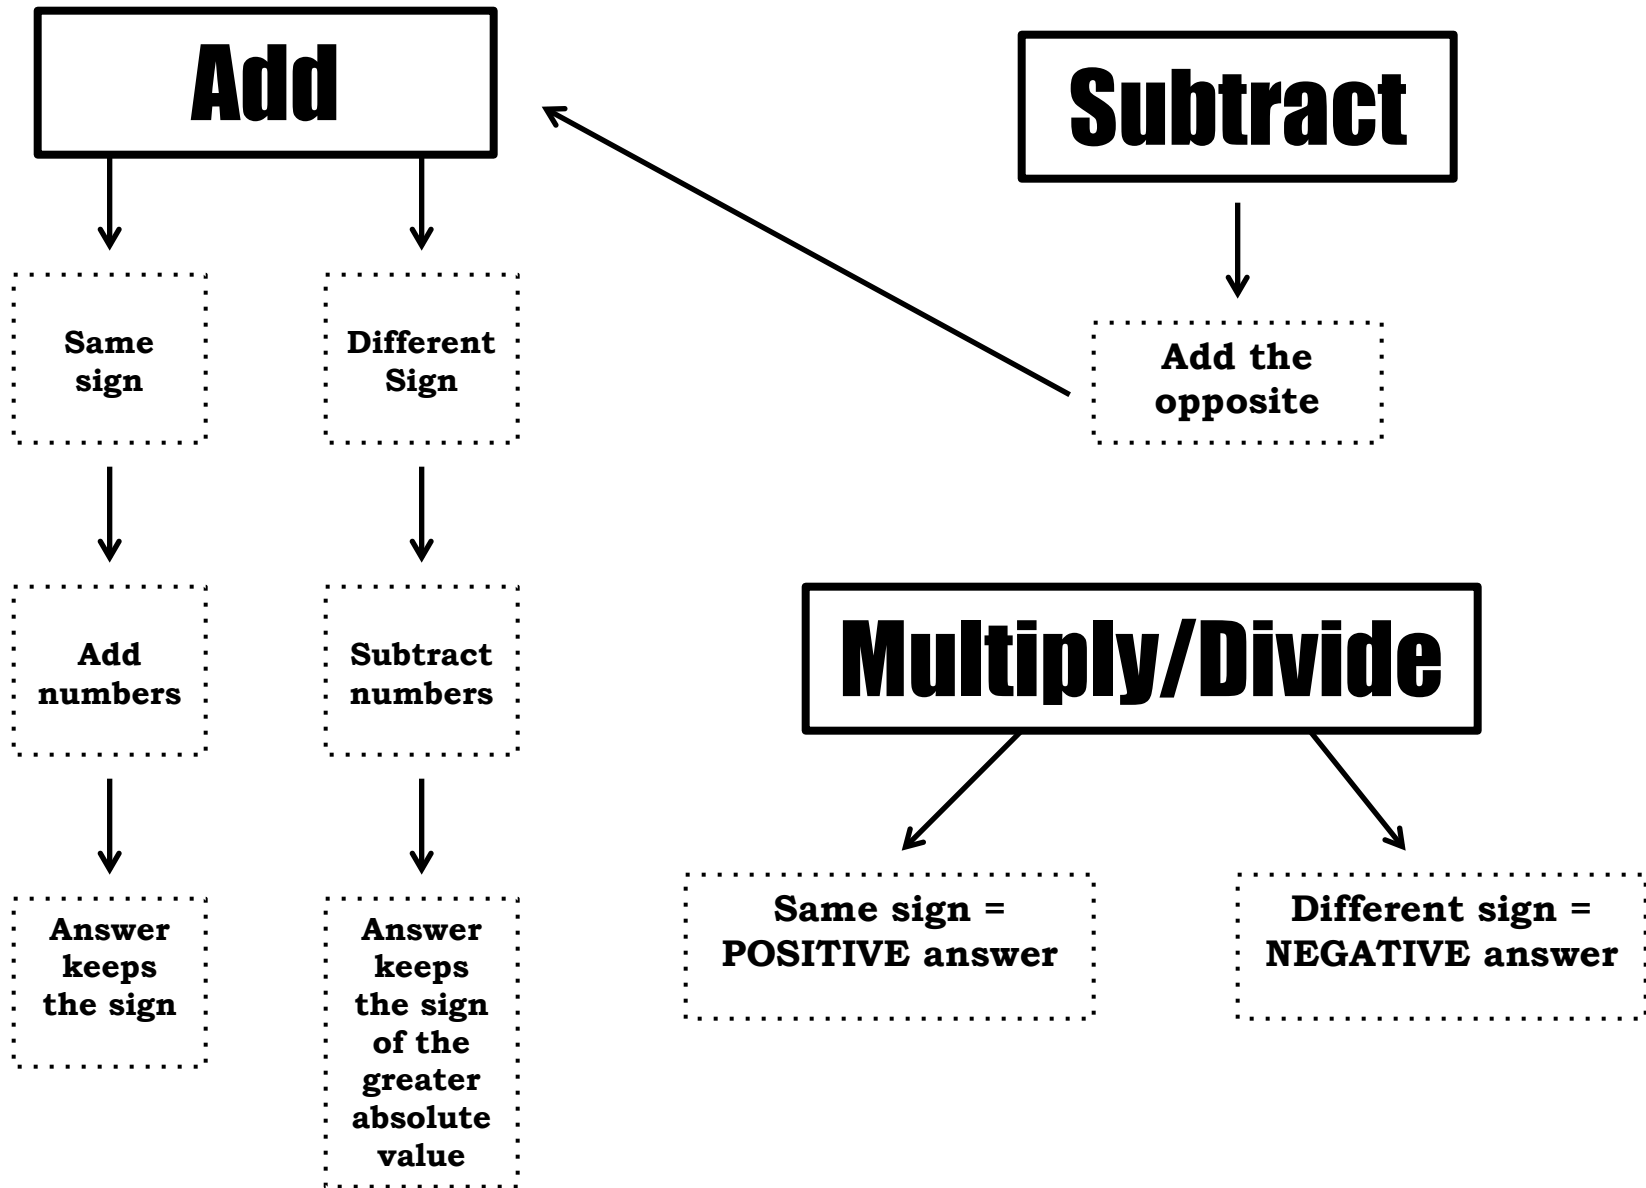 Add
Same
sign
Add
numbers
Answer
keeps
the sign
Different
Sign
Subtract
numbers
Answer
keeps
the sign
of the
greater
absolute
value
Subtract
Add the
opposite
Multiply/Divide
Same sign =
POSITIVE answer
Different sign =
NEGATIVE answer